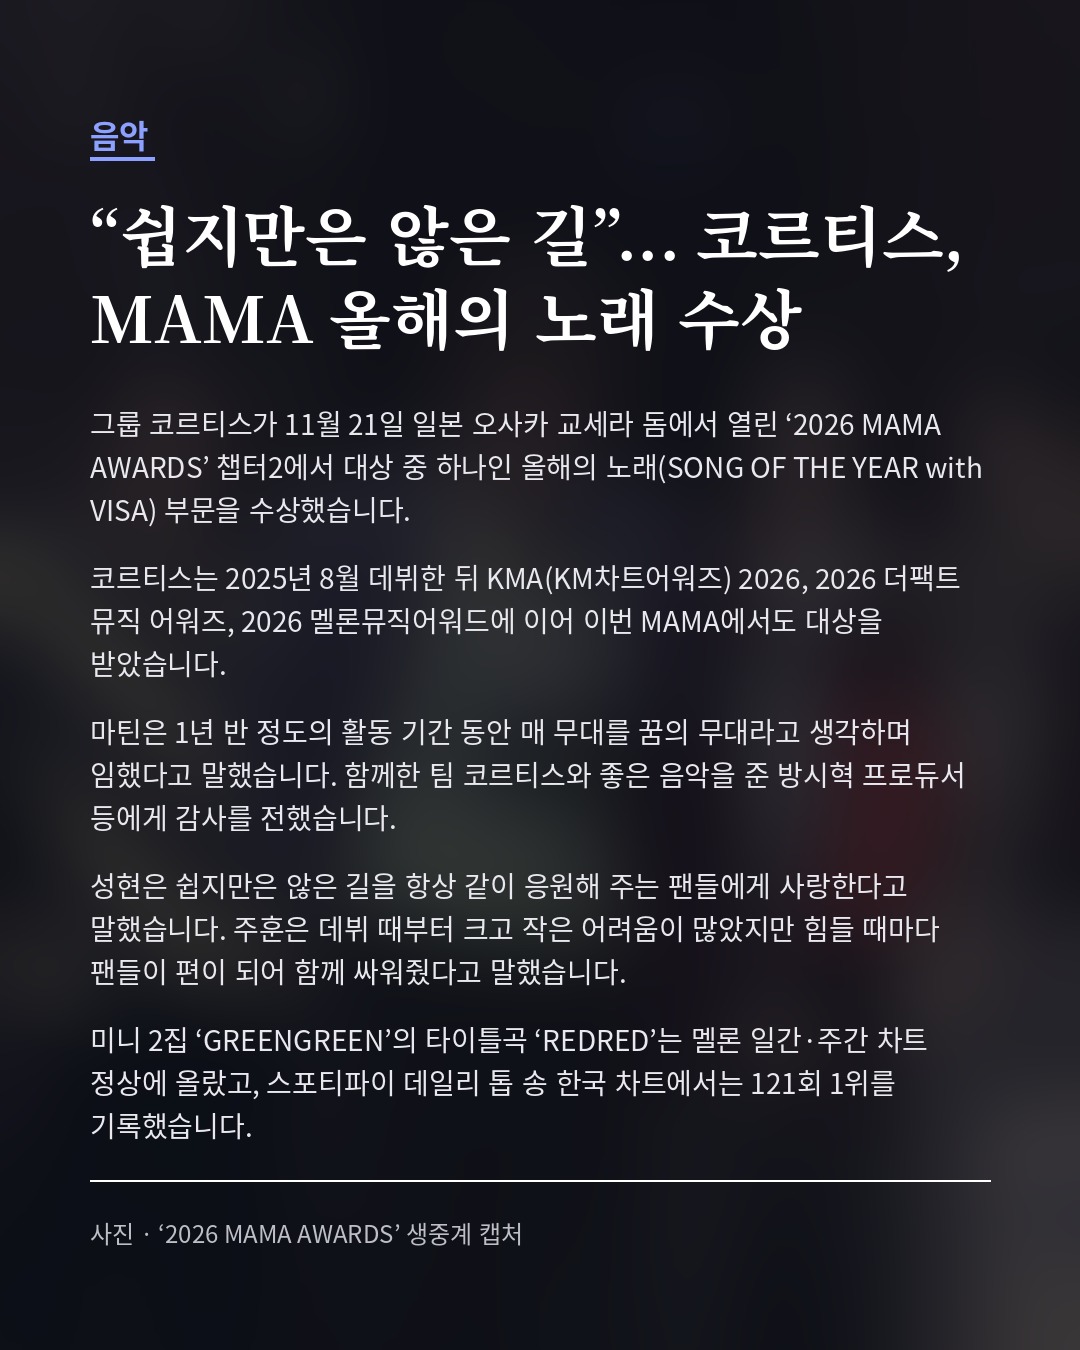 음악
“쉽지만은 않은 길”... 코르티스,
MAMA 올해의 노래 수상
그룹 코르티스가 11월 21일 일본 오사카 교세라 돔에서 열린 ‘2026 MAMA
AWARDS’ 챕터2에서 대상 중 하나인 올해의 노래(SONG OF THE YEAR with
VISA) 부문을 수상했습니다.
코르티스는 2025년 8월 데뷔한 뒤 KMA(KM차트어워즈) 2026, 2026 더팩트
뮤직 어워즈, 2026 멜론뮤직어워드에 이어 이번 MAMA에서도 대상을
받았습니다.
마틴은 1년 반 정도의 활동 기간 동안 매 무대를 꿈의 무대라고 생각하며
임했다고 말했습니다. 함께한 팀 코르티스와 좋은 음악을 준 방시혁 프로듀서
등에게 감사를 전했습니다.
성현은 쉽지만은 않은 길을 항상 같이 응원해 주는 팬들에게 사랑한다고
말했습니다. 주훈은 데뷔 때부터 크고 작은 어려움이 많았지만 힘들 때마다
팬들이 편이 되어 함께 싸워줬다고 말했습니다.
미니 2집 ‘GREENGREEN’의 타이틀곡 ‘REDRED’는 멜론 일간·주간 차트
정상에 올랐고, 스포티파이 데일리 톱 송 한국 차트에서는 121회 1위를
기록했습니다.
사진 · ‘2026 MAMA AWARDS’ 생중계 캡처